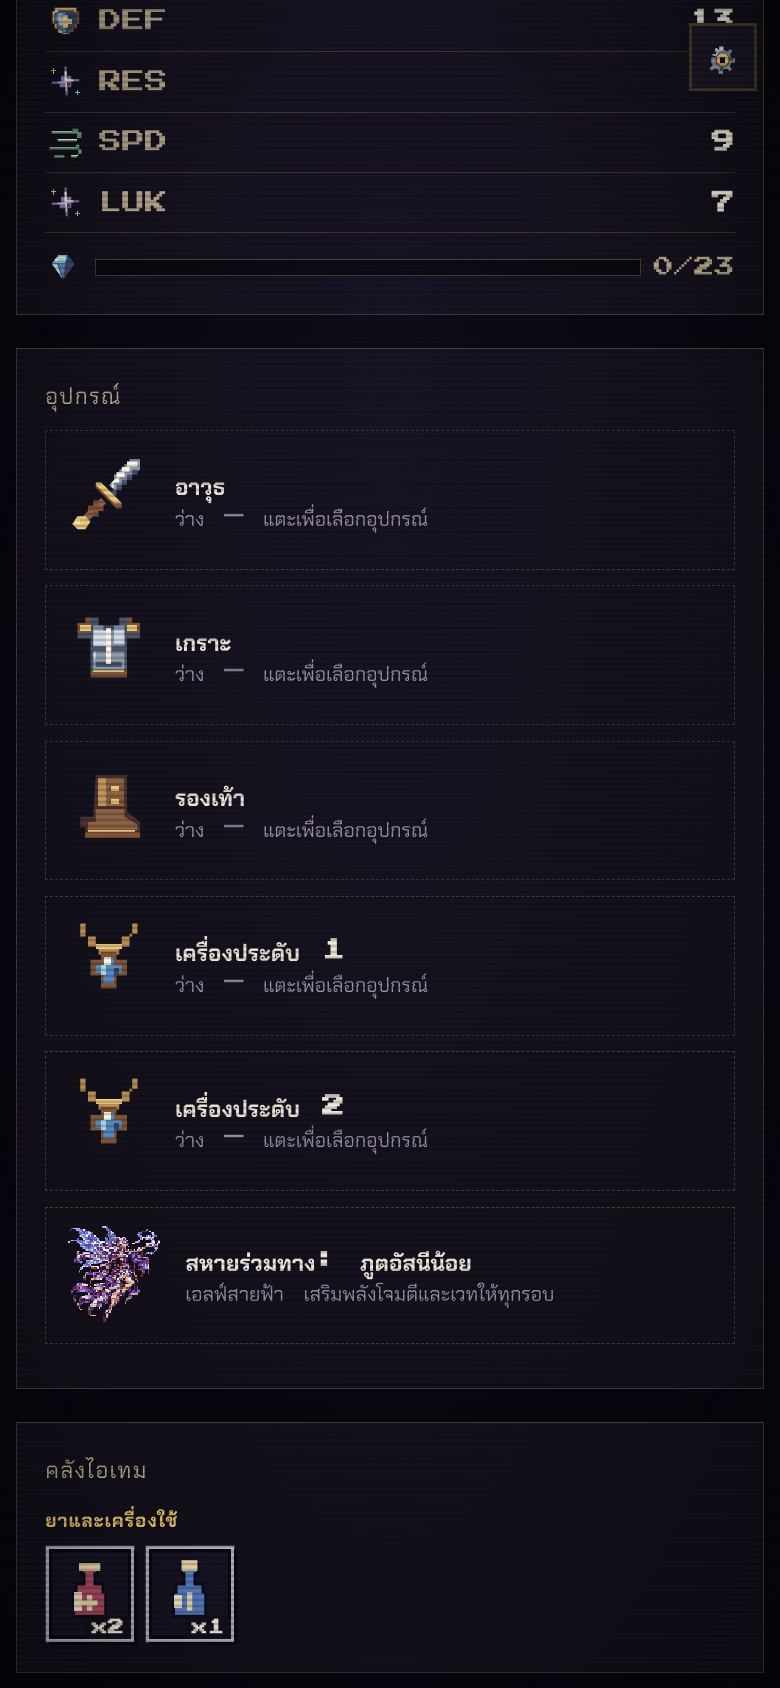 DEF 13
RES
SPD 9
LUK 7
0/23
อุปกรณ์
อาวุธ
ว่าง — แตะเพื่อเลือกอุปกรณ์
เกราะ
ว่าง — แตะเพื่อเลือกอุปกรณ์
รองเท้า
ว่าง — แตะเพื่อเลือกอุปกรณ์
เครื่องประดับ 1
ว่าง — แตะเพื่อเลือกอุปกรณ์
เครื่องประดับ 2
ว่าง — แตะเพื่อเลือกอุปกรณ์
สหายร่วมทาง: ภูตอัสนีน้อย
เอลฟ์สายฟ้า เสริมพลังโจมตีและเวทให้ทุกรอบ
คลังไอเทม
ยาและเครื่องใช้
x2 x1